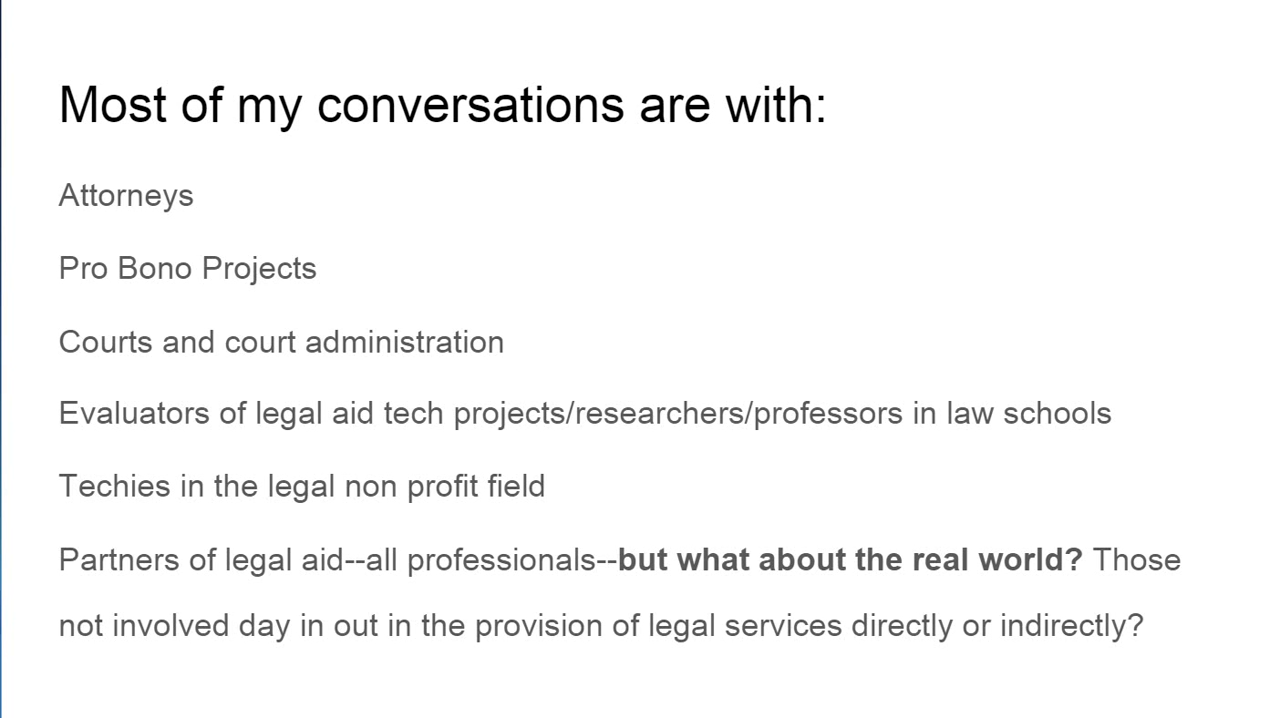 Most of my conversations are with:
Attorneys
Pro Bono Projects
Courts and court administration
Evaluators of legal aid tech projects/researchers/professors in law schools
Techies in the legal non profit field
Partners of legal aid--all professionals--but what about the real world? Those
not involved day in out in the provision of legal services directly or indirectly?